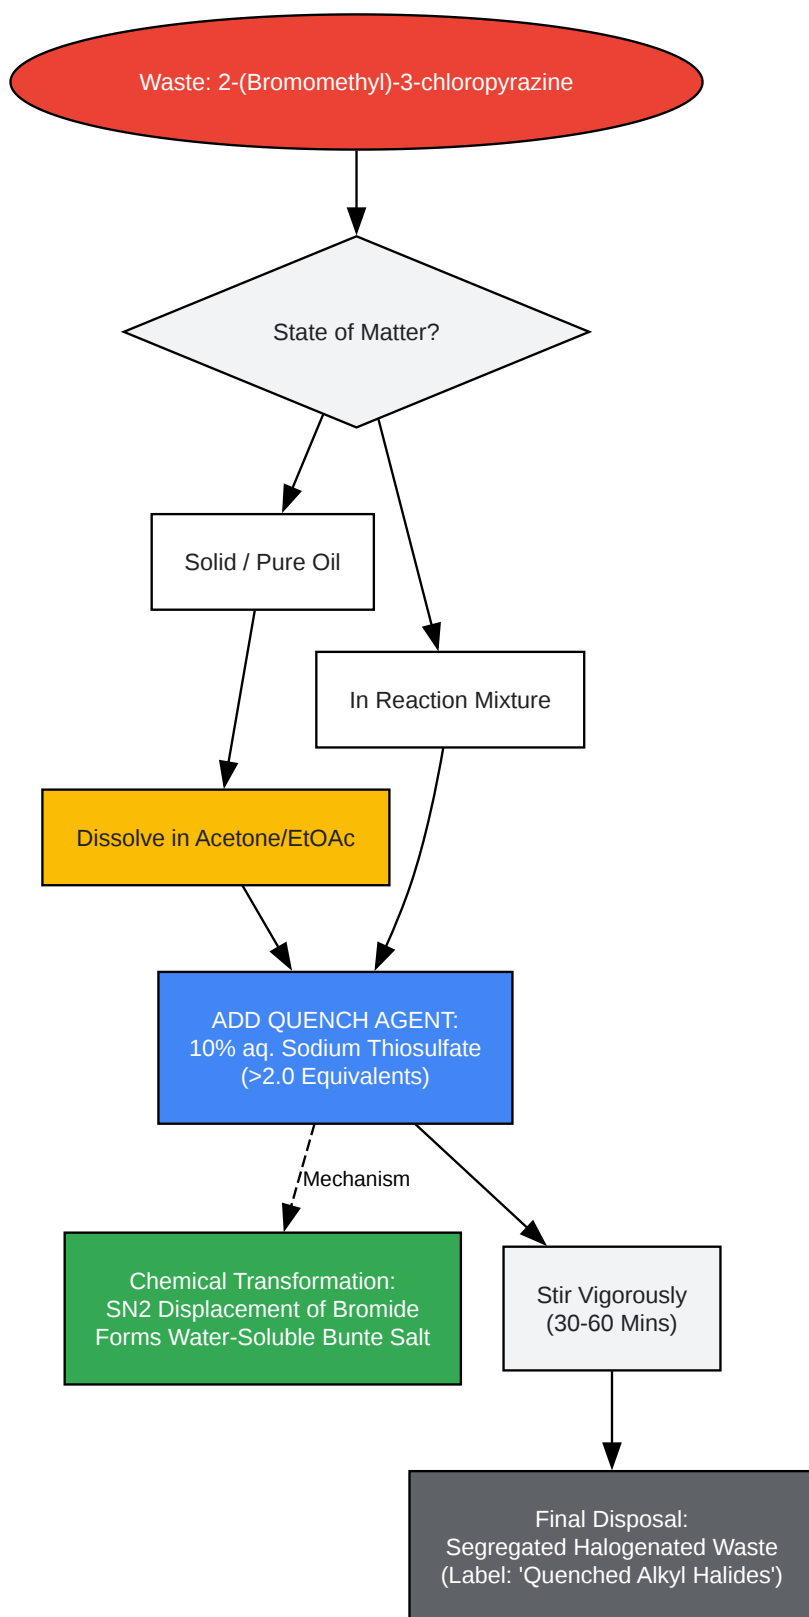 Waste: 2-(Bromomethyl)-3-chloropyrazine
State of Matter?
Solid / Pure Oil
In Reaction Mixture
Dissolve in Acetone/EtOAc
ADD QUENCH AGENT:
10% aq. Sodium Thiosulfate
(>2.0 Equivalents)
Mechanism
Chemical Transformation:
SN2 Displacement of Bromide
Forms Water-Soluble Bunte Salt
Stir Vigorously
(30-60 Mins)
Final Disposal:
Segregated Halogenated Waste
(Label: 'Quenched Alkyl Halides')